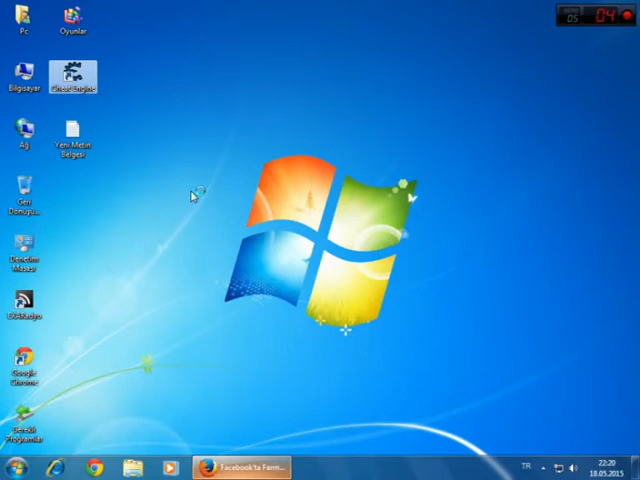 Pc
Oyunlar
Bilgisayar
Cheat Engine
Ağ
Yeni Metin
Belgesi
Geri
Dönüşü...
Denetim
Masası
Google
Chrome
Gerekli
Programlar
05
04
Facebook'ta Farm...
TR
22:20
18.05.2015